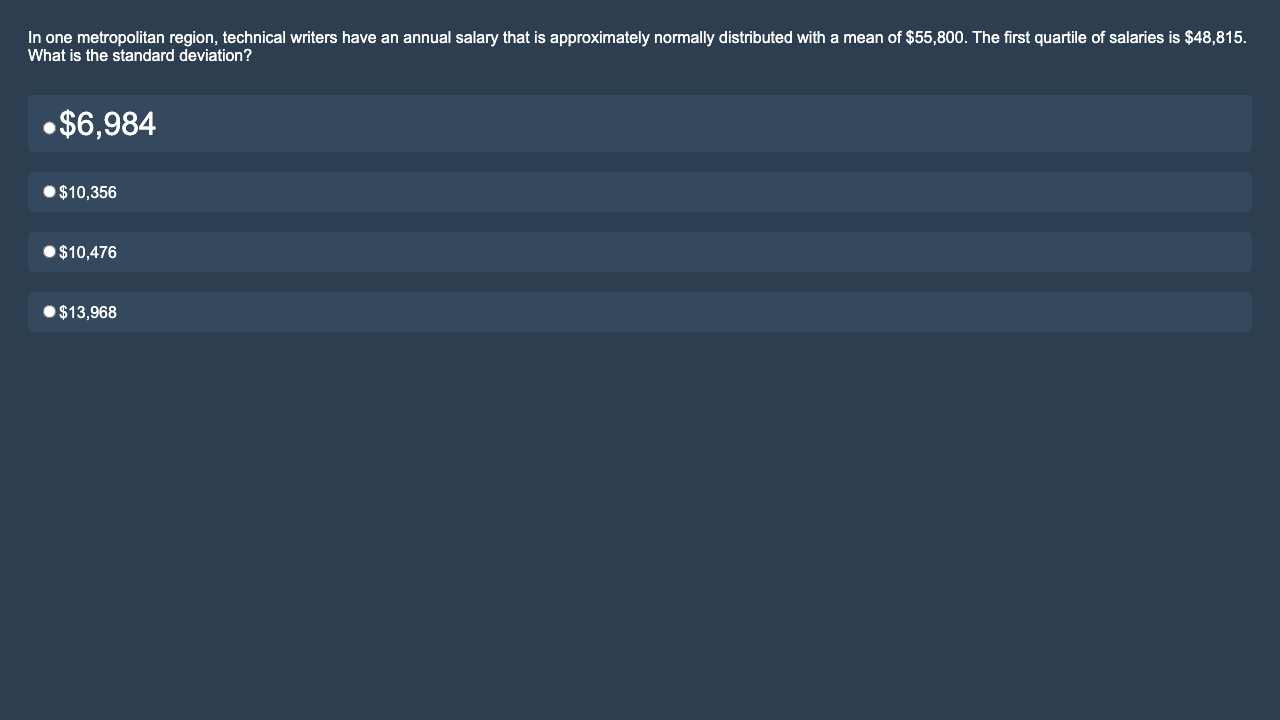 In one metropolitan region, technical writers have an annual salary that is approximately normally distributed with a mean of $55,800. The first quartile of salaries is $48,815.
What is the standard deviation?
$6,984
$10,356
$10,476
$13,968